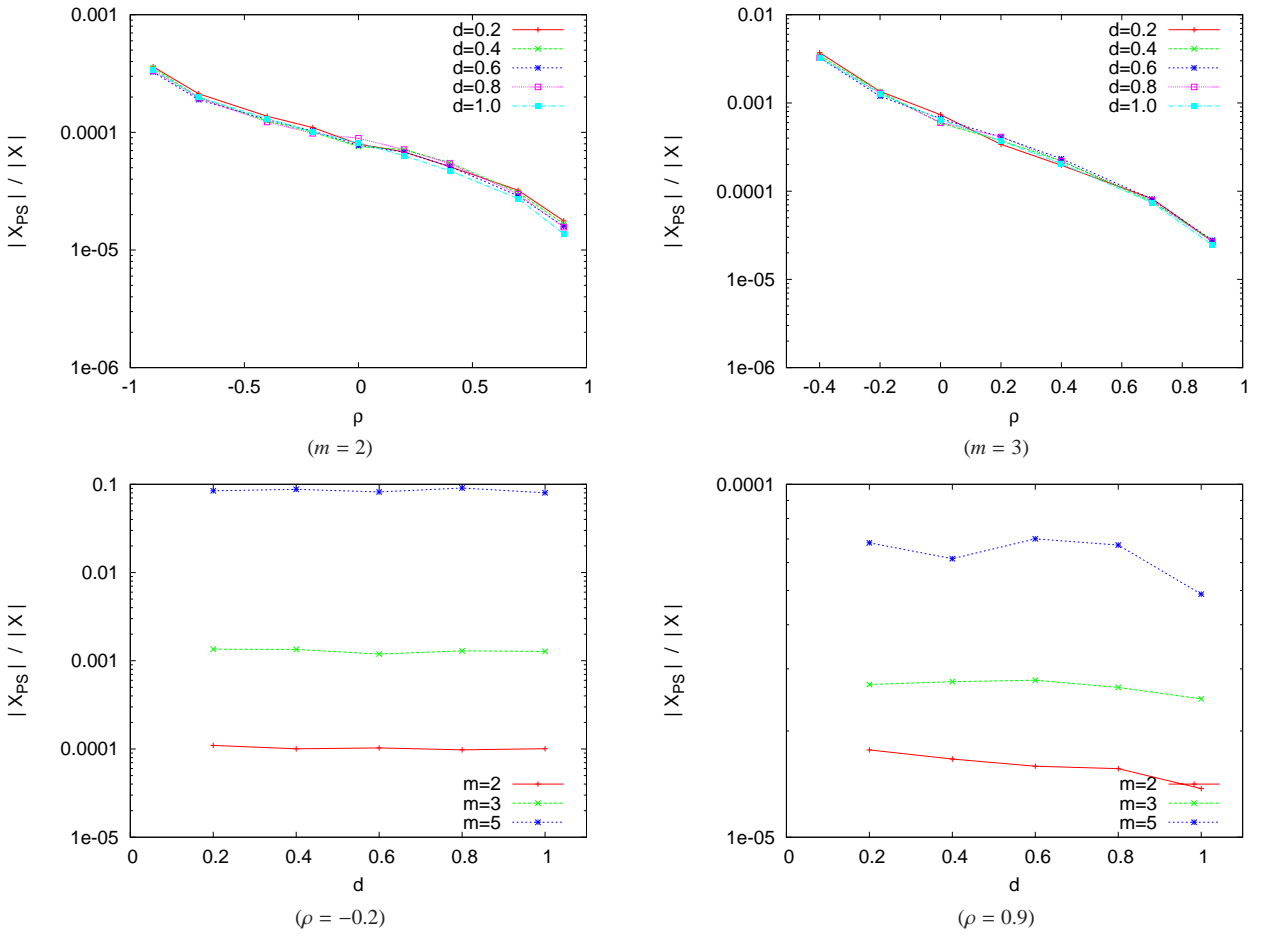 | X_PS | / | X |
0.001
0.0001
1e-05
1e-06
-1 -0.5 0 0.5 1
ρ
d=0.2
d=0.4
d=0.6
d=0.8
d=1.0
(m = 2)
| X_PS | / | X |
0.01
0.001
0.0001
1e-05
1e-06
-0.4 -0.2 0 0.2 0.4 0.6 0.8 1
ρ
d=0.2
d=0.4
d=0.6
d=0.8
d=1.0
(m = 3)
| X_PS | / | X |
0.1
0.01
0.001
0.0001
1e-05
0 0.2 0.4 0.6 0.8 1
d
m=2
m=3
m=5
(ρ = −0.2)
| X_PS | / | X |
0.0001
1e-05
0 0.2 0.4 0.6 0.8 1
d
m=2
m=3
m=5
(ρ = 0.9)